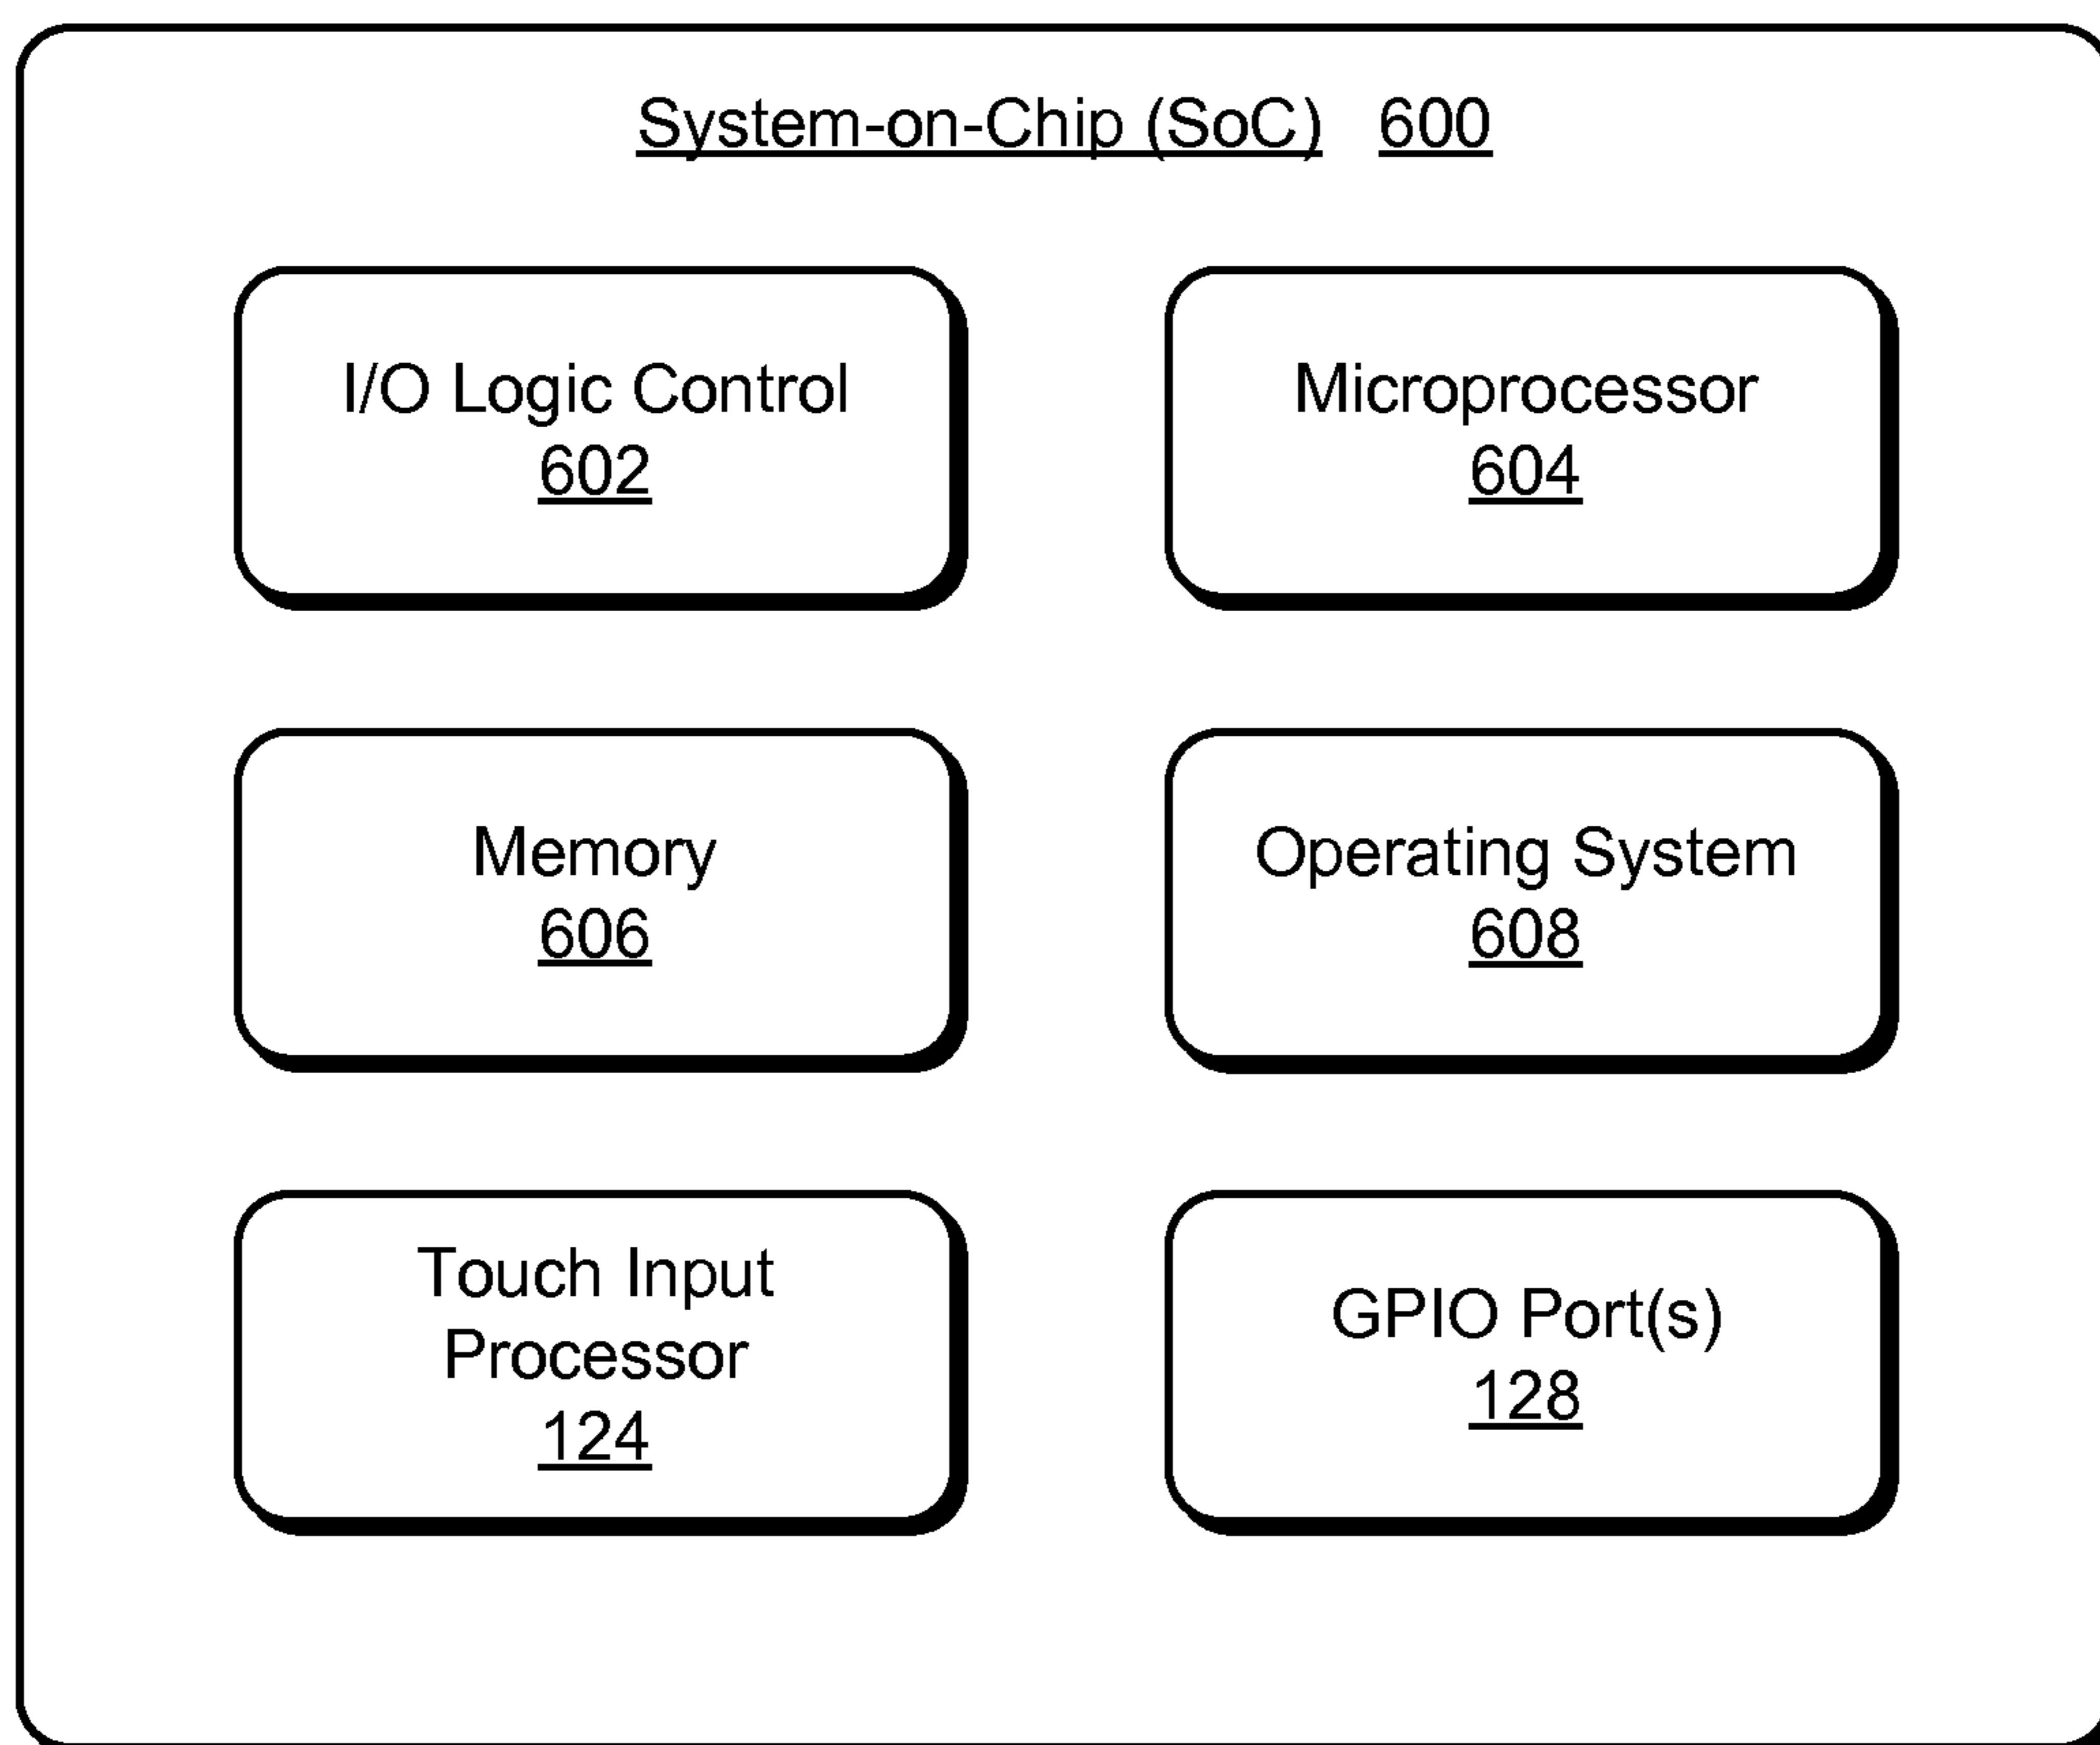 System-on-Chip (SoC) 600
I/O Logic Control
602
Microprocessor
604
Memory
606
Operating System
608
Touch Input
Processor
124
GPIO Port(s)
128